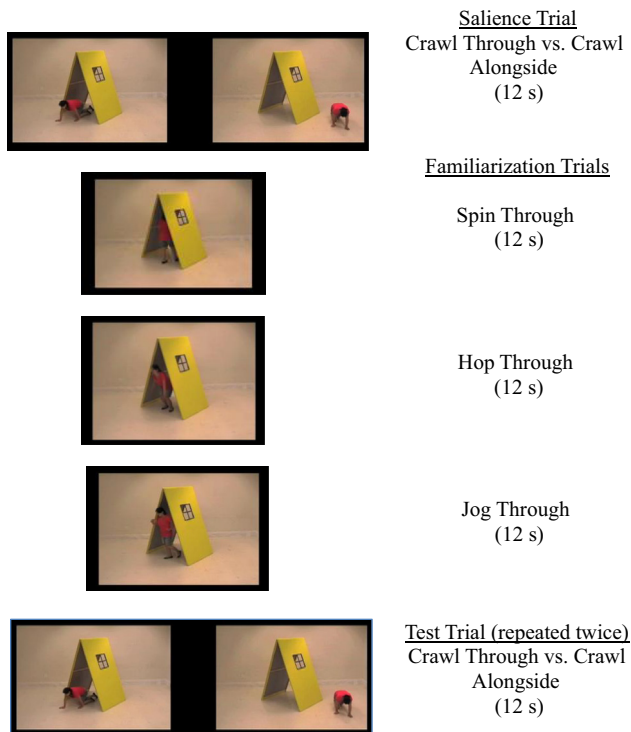 Salience Trial
Crawl Through vs. Crawl
Alongside
(12 s)
Familiarization Trials
Spin Through
(12 s)
Hop Through
(12 s)
Jog Through
(12 s)
Test Trial (repeated twice)
Crawl Through vs. Crawl
Alongside
(12 s)